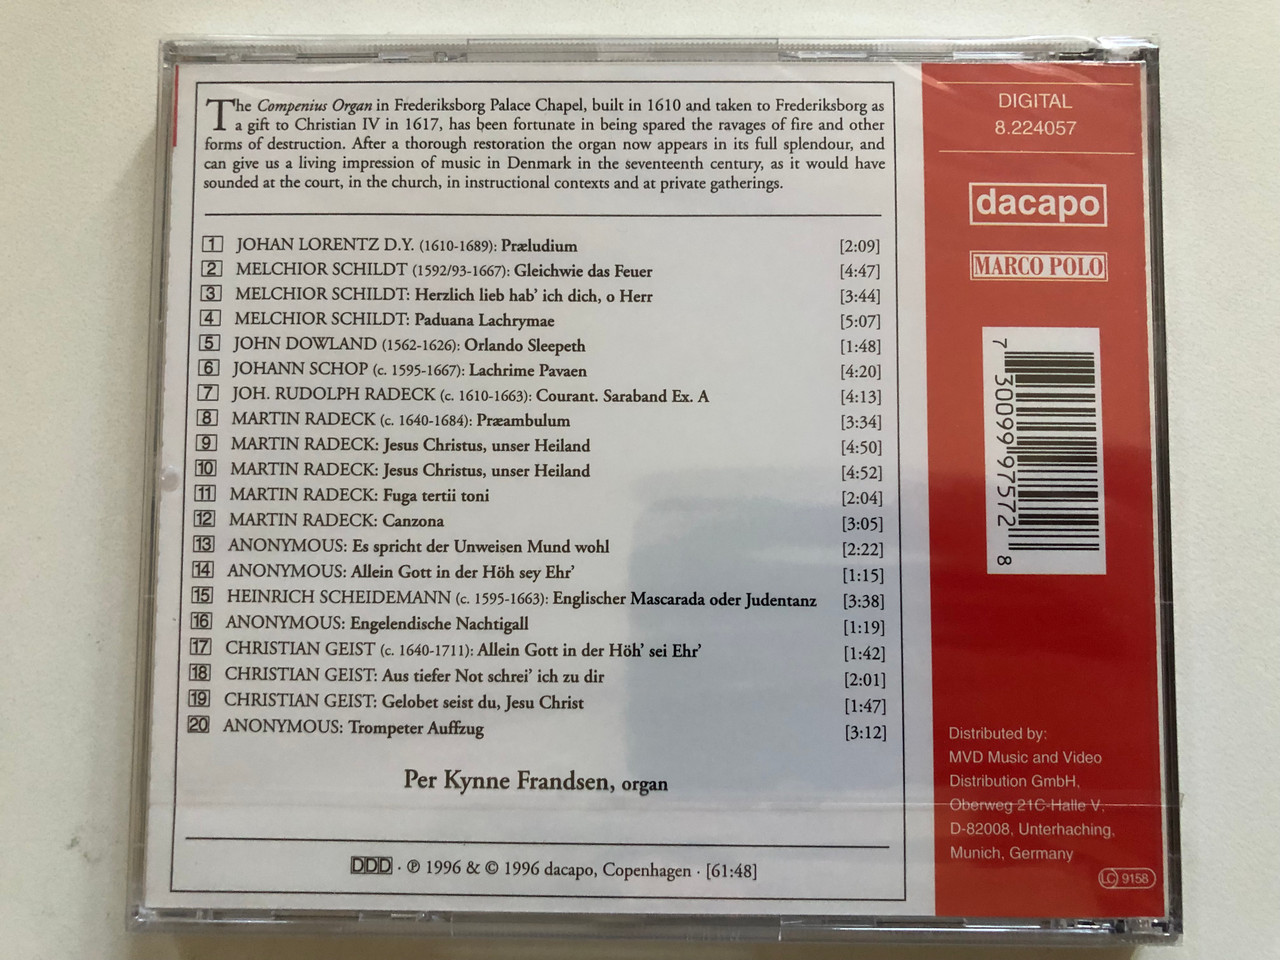 The Compenius Organ in Frederiksborg Palace Chapel, built in 1610 and taken to Frederiksborg as
a gift to Christian IV in 1617, has been fortunate in being spared the ravages of fire and other
forms of destruction. After a thorough restoration the organ now appears in its full splendour, and
can give us a living impression of music in Denmark in the seventeenth century, as it would have
sounded at the court, in the church, in instructional contexts and at private gatherings.
1 JOHAN LORENTZ D.Y. (1610-1689): Præludium [2:09]
2 MELCHIOR SCHILDT (1592/93-1667): Gleichwie das Feuer [4:47]
3 MELCHIOR SCHILDT: Herzlich lieb hab' ich dich, o Herr [3:44]
4 MELCHIOR SCHILDT: Paduana Lachrymae [5:07]
5 JOHN DOWLAND (1562-1626): Orlando Sleepeth [1:48]
6 JOHANN SCHOP (c. 1595-1667): Lachrime Pavaen [4:20]
7 JOH. RUDOLPH RADECK (c. 1610-1663): Courant. Saraband Ex. A [4:13]
8 MARTIN RADECK (c. 1640-1684): Præambulum [3:34]
9 MARTIN RADECK: Jesus Christus, unser Heiland [4:50]
10 MARTIN RADECK: Jesus Christus, unser Heiland [4:52]
11 MARTIN RADECK: Fuga tertii toni [2:04]
12 MARTIN RADECK: Canzona [3:05]
13 ANONYMOUS: Es spricht der Unweisen Mund wohl [2:22]
14 ANONYMOUS: Allein Gott in der Höh sey Ehr' [1:15]
15 HEINRICH SCHEIDEMANN (c. 1595-1663): Englischer Mascarada oder Judentanz [3:38]
16 ANONYMOUS: Engelendische Nachtigall [1:19]
17 CHRISTIAN GEIST (c. 1640-1711): Allein Gott in der Höh' sei Ehr' [1:42]
18 CHRISTIAN GEIST: Aus tiefer Not schrei' ich zu dir [2:01]
19 CHRISTIAN GEIST: Gelobet seist du, Jesu Christ [1:47]
20 ANONYMOUS: Trompeter Auffzug [3:12]
Per Kynne Frandsen, organ
DDD · ℗ 1996 & © 1996 dacapo, Copenhagen · [61:48]
DIGITAL
8.224057
dacapo
MARCO POLO
7 30099 97572 8
Distributed by:
MVD Music and Video
Distribution GmbH,
Oberweg 21C-Halle V,
D-82008, Unterhaching,
Munich, Germany
LC 9158